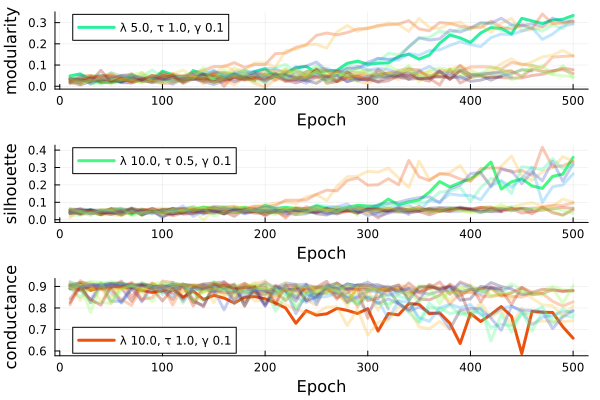 modularity
0.3
0.2
0.1
0.0
λ 5.0, τ 1.0, γ 0.1
0 100 200 300 400 500
Epoch
silhouette
0.4
0.3
0.2
0.1
0.0
λ 10.0, τ 0.5, γ 0.1
0 100 200 300 400 500
Epoch
conductance
0.9
0.8
0.7
0.6
λ 10.0, τ 1.0, γ 0.1
0 100 200 300 400 500
Epoch